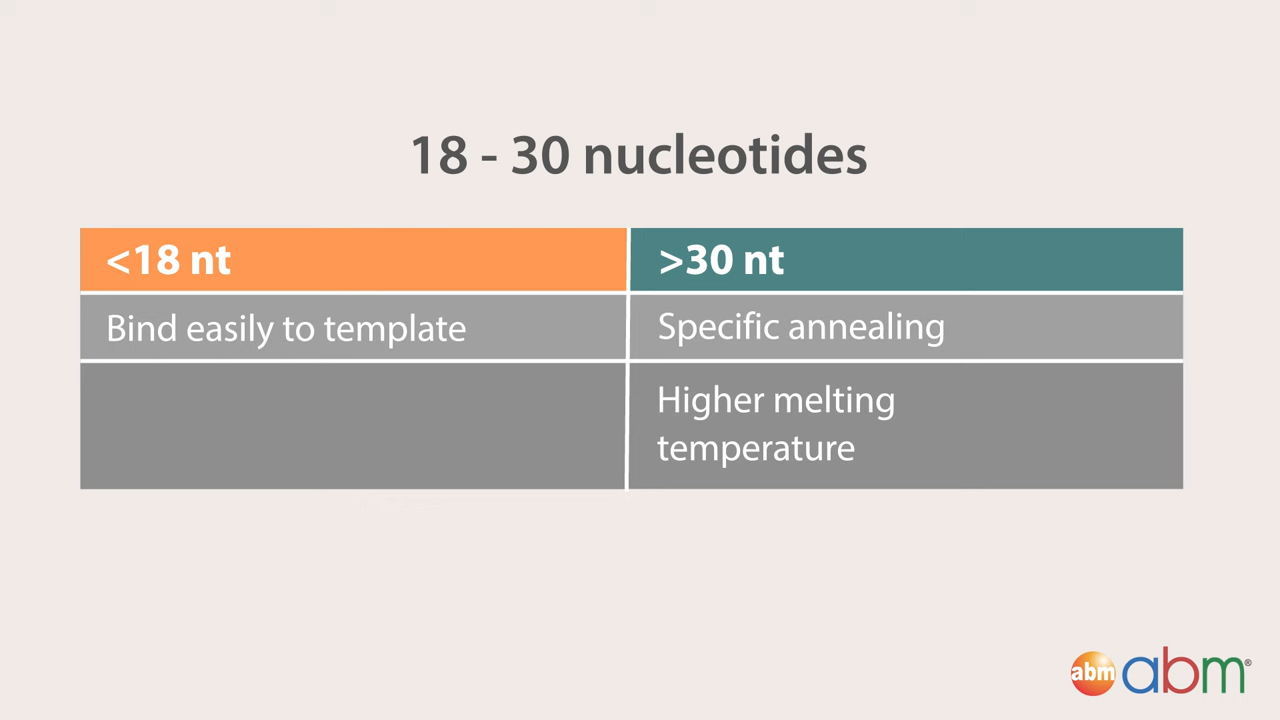 18 - 30 nucleotides
<18 nt
>30 nt
Bind easily to template
Specific annealing
Higher melting
temperature
abm abm®